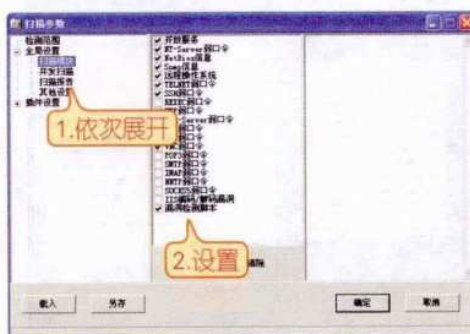 扫描参数
检测范围
全局设置
扫描模块
并发扫描
扫描报告
其他设
插件设置
1.依次展开
开放服务
NT-Server弱口令
NetBios信息
Snmp信息
远程操作系统
TELNET弱口令
SSH弱口令
REXEC弱口令
-Server弱口令
弱口令
POP3弱口令
SMTP弱口令
IMAP弱口令
NNTP弱口令
SOCKS5弱口令
IIS编码/解码漏洞
漏洞检测脚本
2.设置
载入
另存
确定
取消